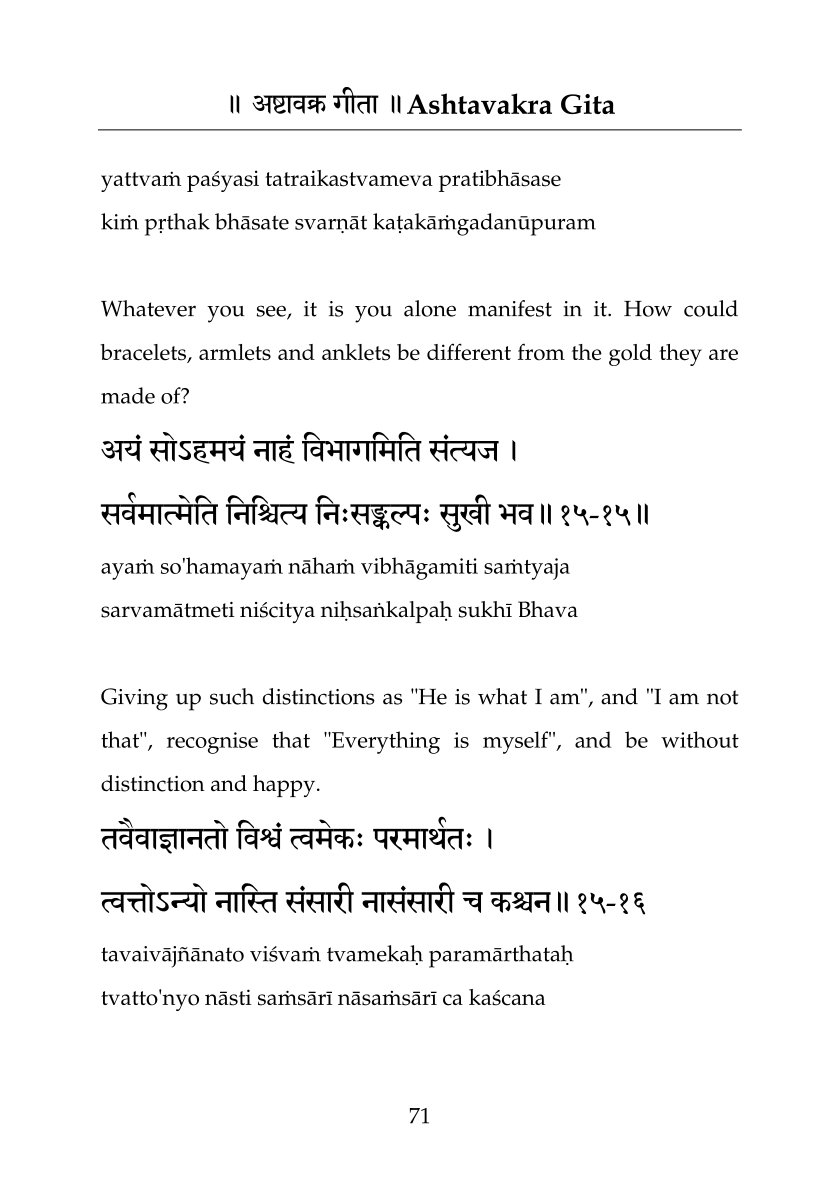 ॥ अष्टावक्र गीता ॥ Ashtavakra Gita
yattvaṁ paśyasi tatraikastvameva pratibhāsase
kiṁ pṛthak bhāsate svarṇāt kaṭakāṁgadanūpuram
Whatever you see, it is you alone manifest in it. How could
bracelets, armlets and anklets be different from the gold they are
made of?
अयं सोऽहमयं नाहं विभागमिति संत्यज ।
सर्वमात्मेति निश्चित्य निःसङ्कल्पः सुखी भव॥ १५-१५॥
ayaṁ so'hamayaṁ nāhaṁ vibhāgamiti saṁtyaja
sarvamātmeti niścitya niḥsaṅkalpaḥ sukhī Bhava
Giving up such distinctions as "He is what I am", and "I am not
that", recognise that "Everything is myself", and be without
distinction and happy.
तवैवाज्ञानतो विश्वं त्वमेकः परमार्थतः ।
त्वत्तोऽन्यो नास्ति संसारी नासंसारी च कश्चन॥ १५-१६
tavaivājñānato viśvaṁ tvamekaḥ paramārthataḥ
tvatto'nyo nāsti saṁsārī nāsaṁsārī ca kaścana
71